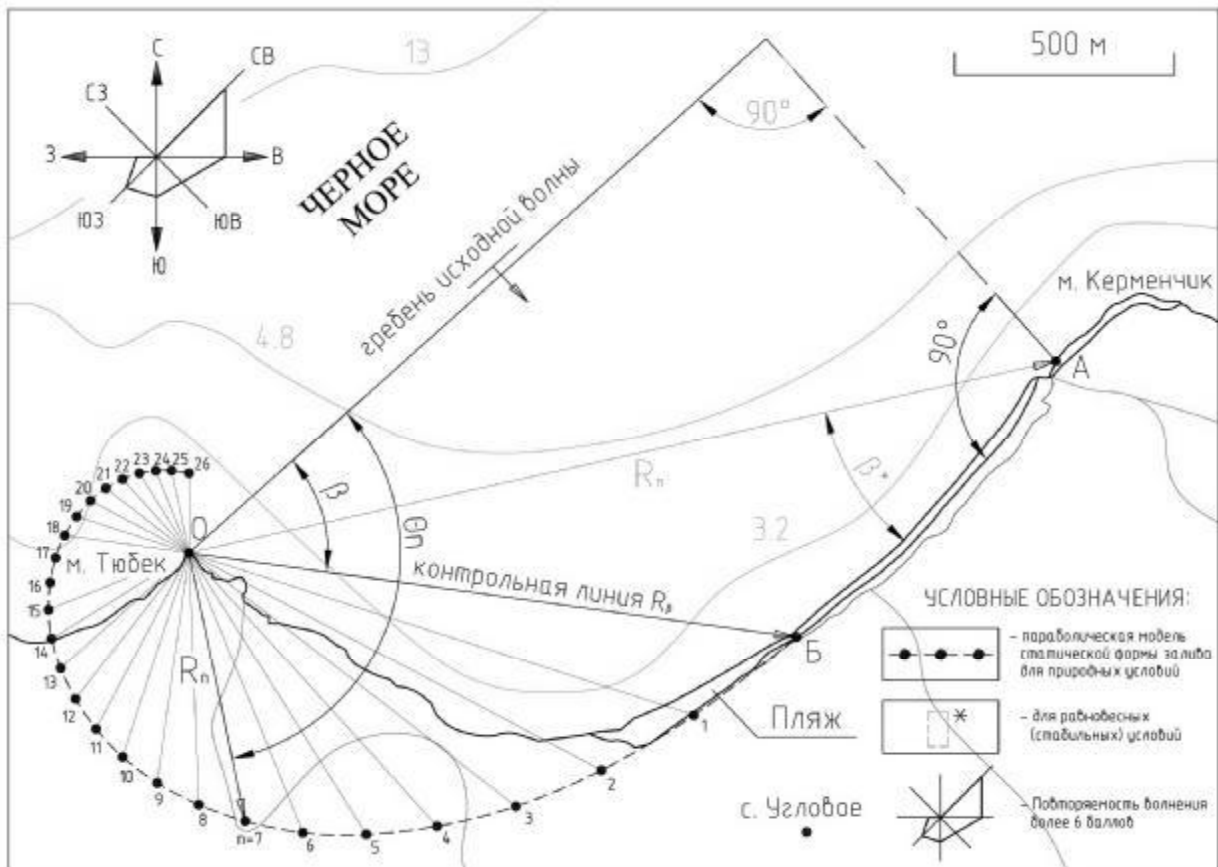 С
СВ
В
ЮВ
Ю
ЮЗ
З
СЗ
13
ЧЕРНОЕ
МОРЕ
500 м
90°
гребень исходной волны
м. Керменчик
4.8
90°
А
Rп
β
β*
Θп
3.2
О
м. Тюбек
контрольная линия Rβ
Б
Rп
Пляж
26
25
24
23
22
21
20
19
18
17
16
15
14
13
12
11
10
9
8
п=7
6
5
4
3
2
1
с. Угловое
УСЛОВНЫЕ ОБОЗНАЧЕНИЯ:
– параболическая модель
статической формы залива
для природных условий
*
– для равновесных
(стабильных) условий
– Повторяемость волнения
более 6 баллов